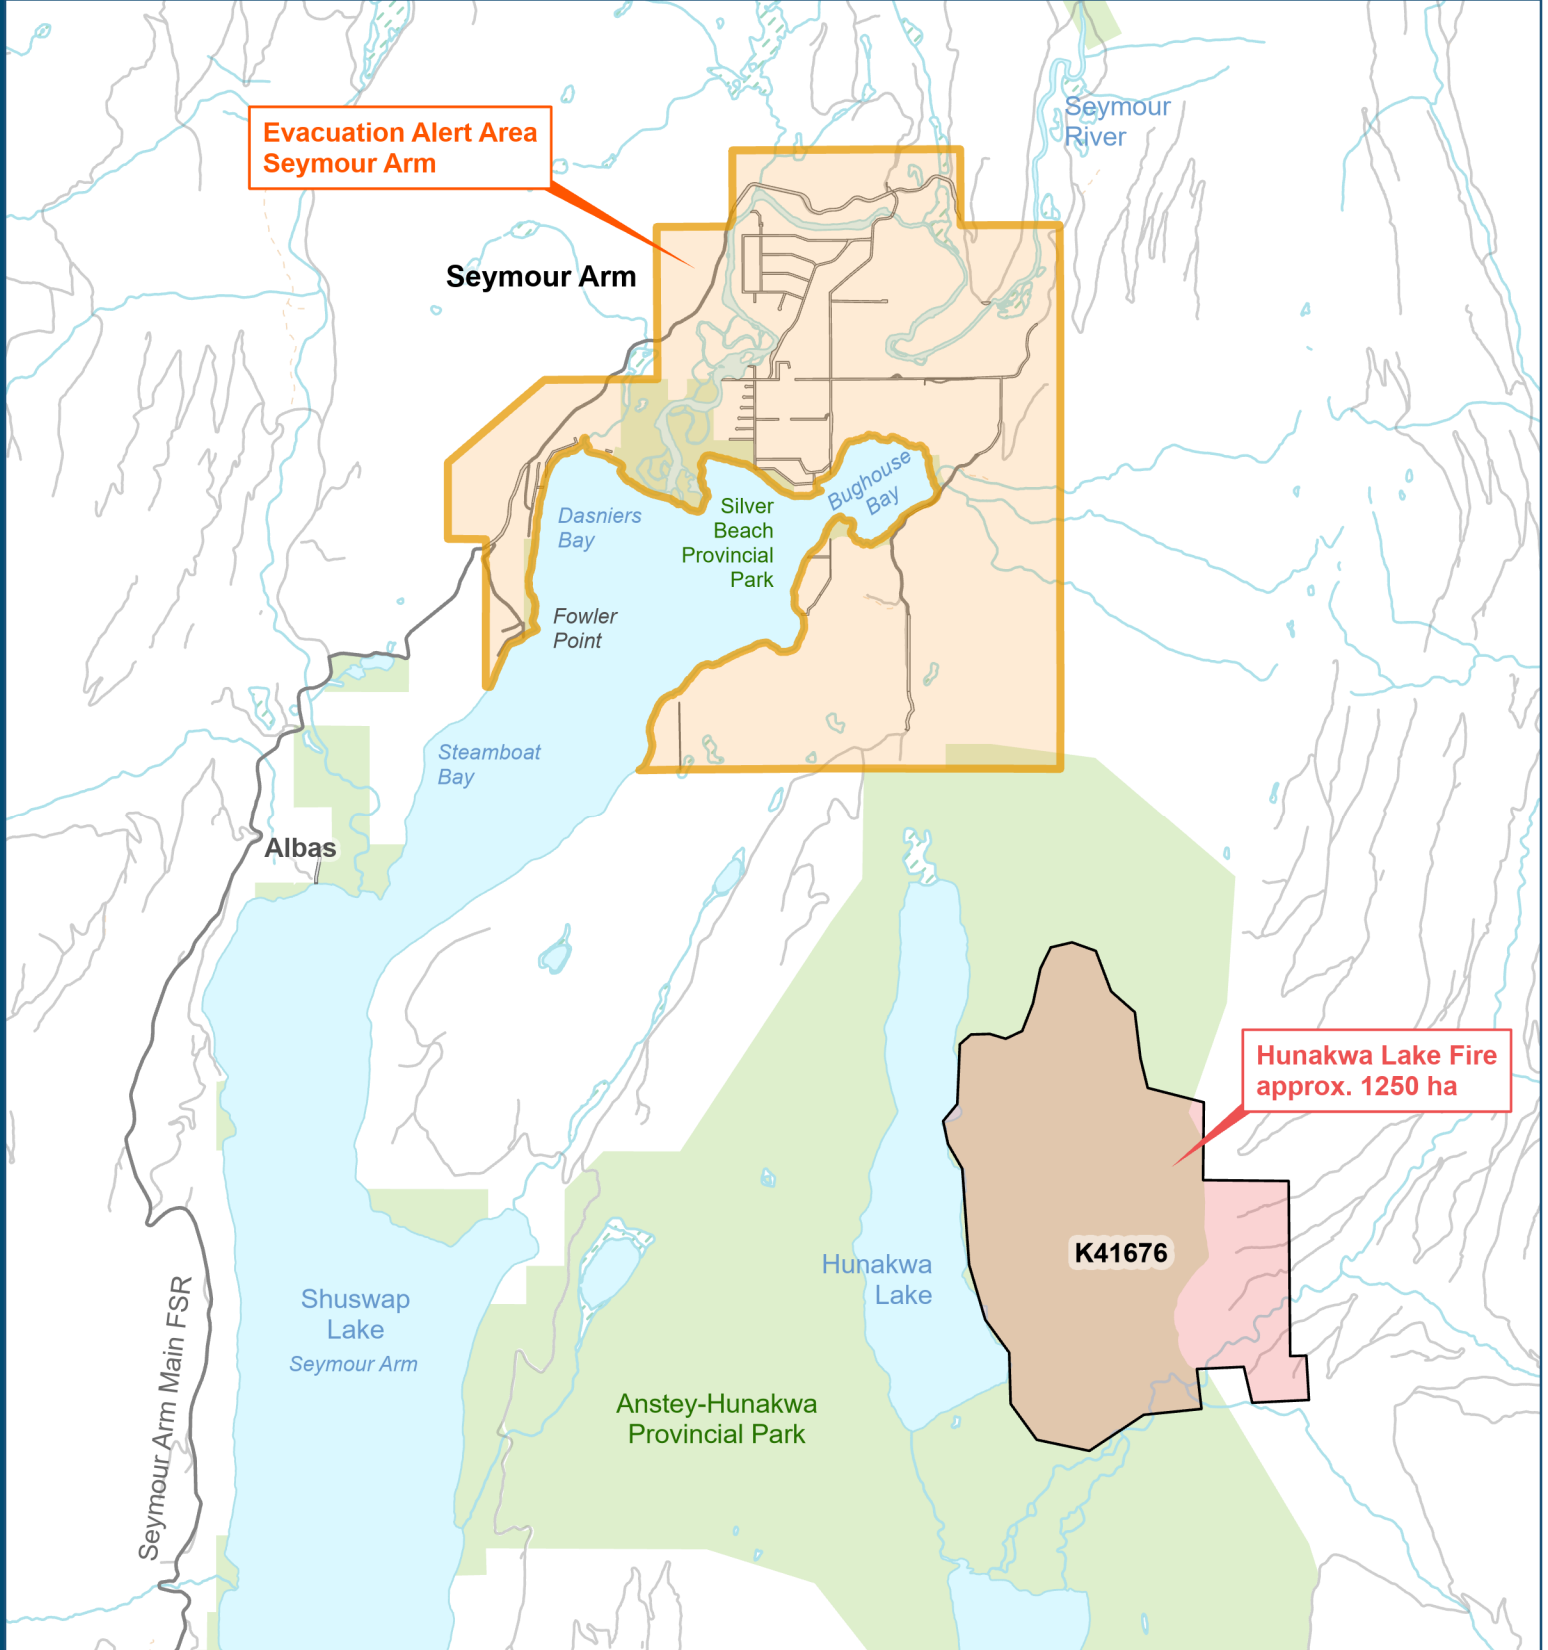 Seymour
River
Evacuation Alert Area
Seymour Arm
Seymour Arm
Bughouse
Bay
Dasniers
Bay
Silver
Beach
Provincial
Park
Fowler
Point
Steamboat
Bay
Albas
Hunakwa Lake Fire
approx. 1250 ha
K41676
Hunakwa
Lake
Shuswap
Lake
Seymour Arm
Seymour Arm Main FSR
Anstey-Hunakwa
Provincial Park